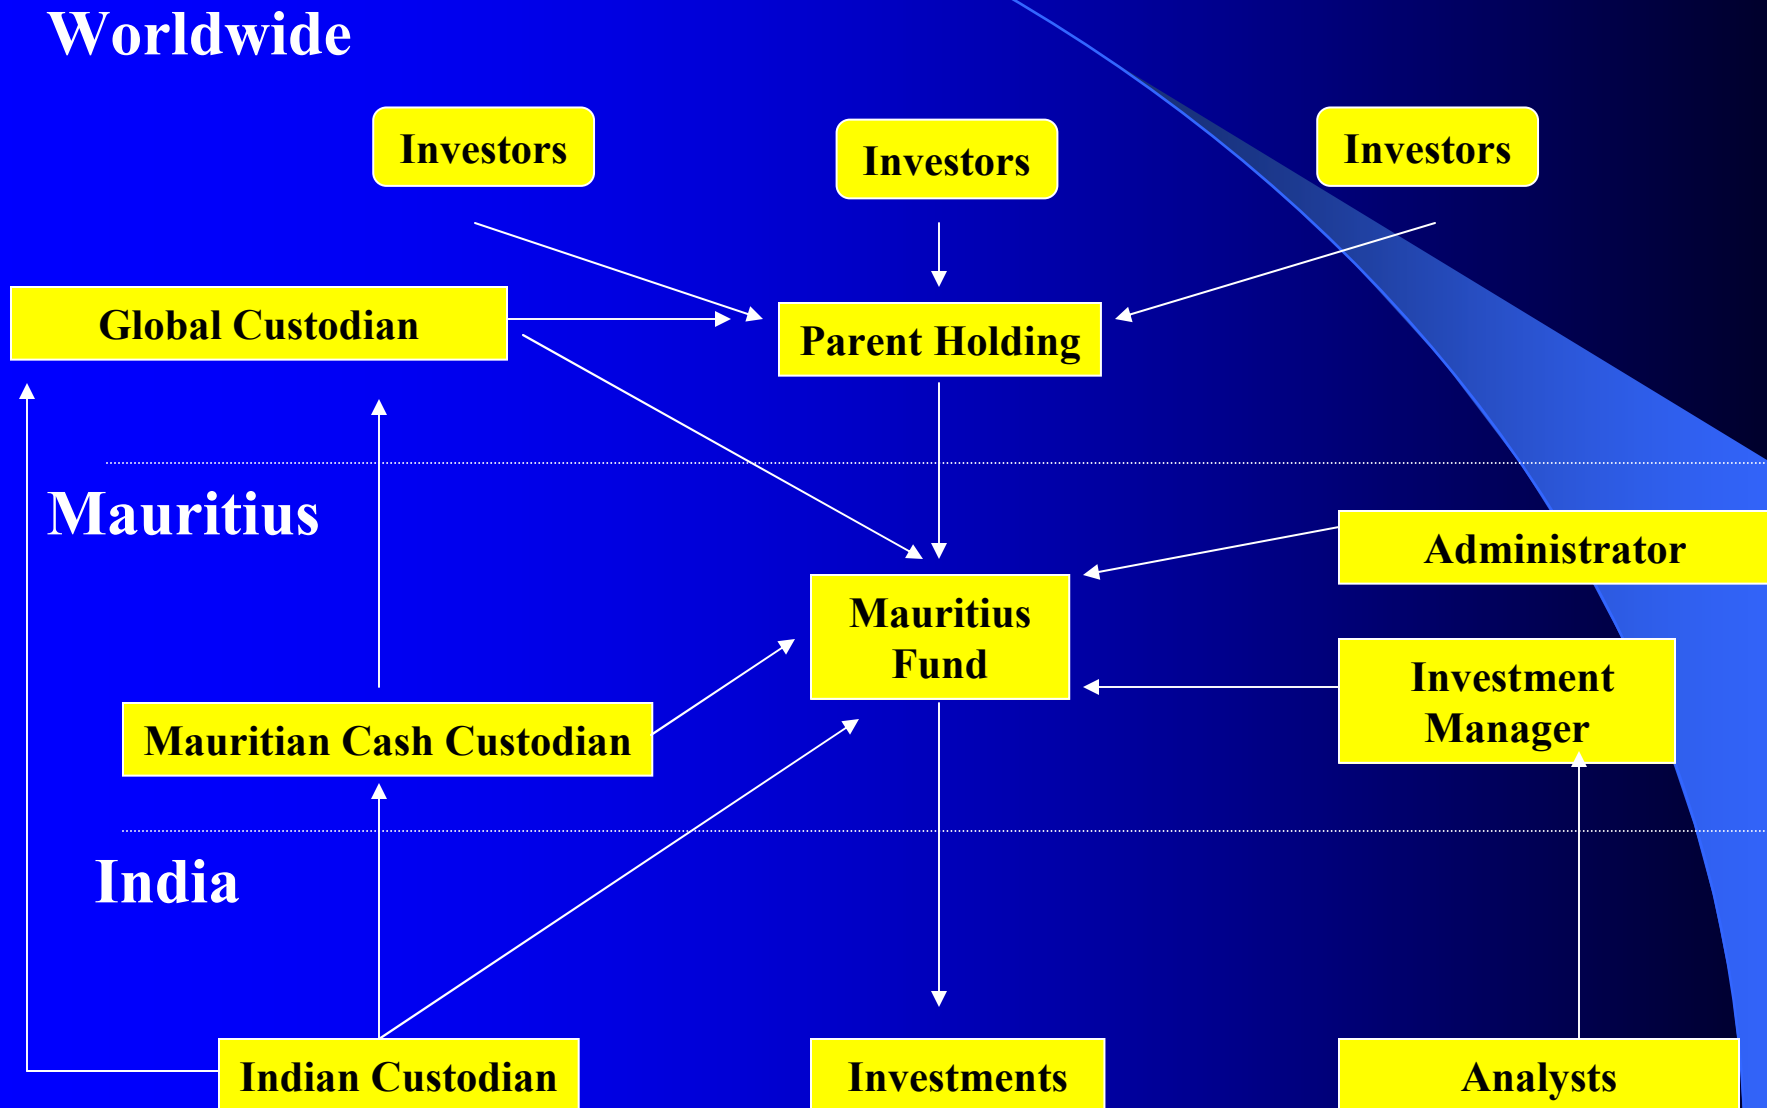 Worldwide
Investors
Investors
Investors
Global Custodian
Parent Holding
Mauritius
Administrator
Mauritius
Fund
Investment
Manager
Mauritian Cash Custodian
India
Indian Custodian
Investments
Analysts